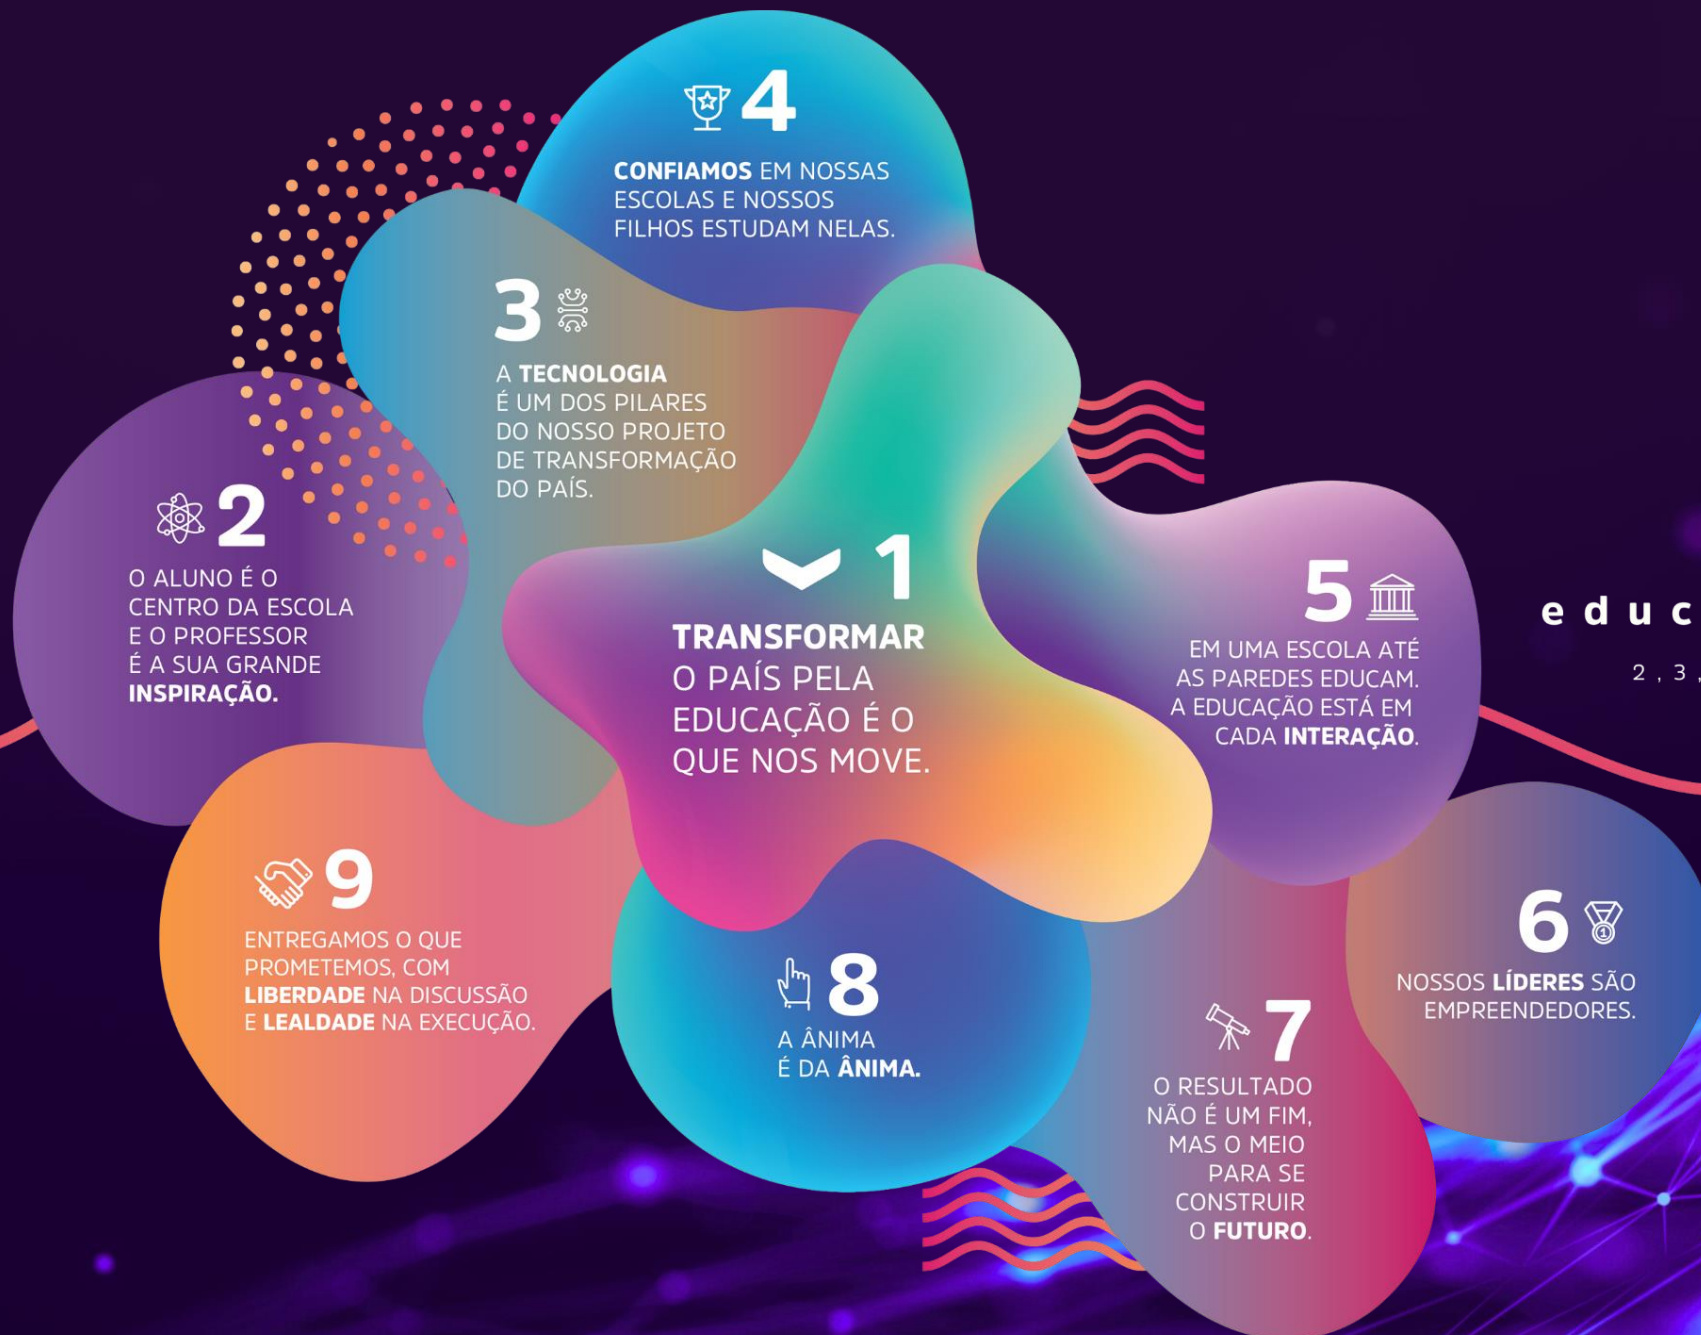 4
CONFIAMOS EM NOSSAS
ESCOLAS E NOSSOS
FILHOS ESTUDAM NELAS.
3
A TECNOLOGIA
É UM DOS PILARES
DO NOSSO PROJETO
DE TRANSFORMAÇÃO
DO PAÍS.
2
O ALUNO É O
CENTRO DA ESCOLA
E O PROFESSOR
É A SUA GRANDE
INSPIRAÇÃO.
1
TRANSFORMAR
O PAÍS PELA
EDUCAÇÃO É O
QUE NOS MOVE.
5
EM UMA ESCOLA ATÉ
AS PAREDES EDUCAM.
A EDUCAÇÃO ESTÁ EM
CADA INTERAÇÃO.
educ
2,3,
9
ENTREGAMOS O QUE
PROMETEMOS, COM
LIBERDADE NA DISCUSSÃO
E LEALDADE NA EXECUÇÃO.
8
A ÂNIMA
É DA ÂNIMA.
7
O RESULTADO
NÃO É UM FIM,
MAS O MEIO
PARA SE
CONSTRUIR
O FUTURO.
6
1
NOSSOS LÍDERES SÃO
EMPREENDEDORES.